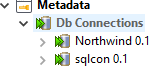 Metadata
Db Connections
Northwind 0.1
sqlcon 0.1